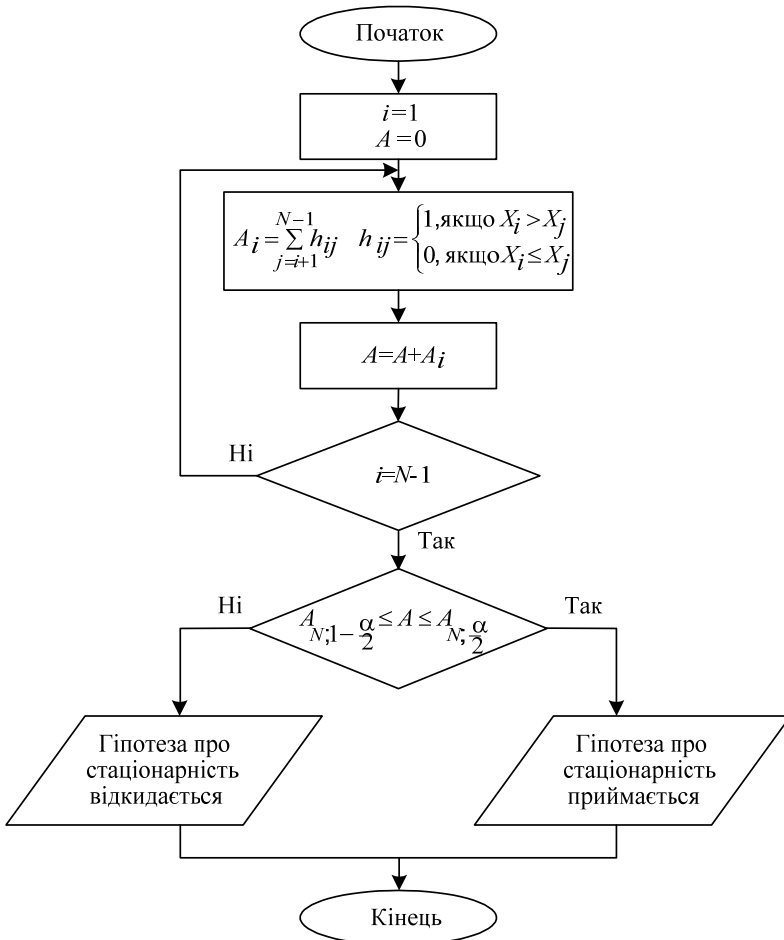 Початок
i=1
A=0
N−1
A_i=∑h_ij h_ij={1,якщо X_i>X_j
j=i+1
0, якщо X_i≤X_j
A=A+A_i
Ні
i=N-1
Так
Ні
A_{N;1−α/2} ≤ A ≤ A_{N;α/2}
Так
Гіпотеза про
стаціонарність
відкидається
Гіпотеза про
стаціонарність
приймається
Кінець